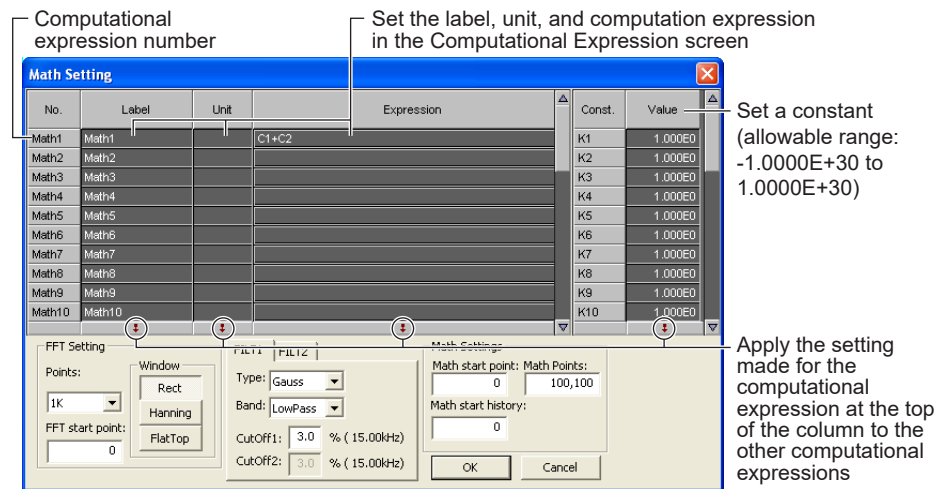 Computational
expression number
Set the label, unit, and computation expression
in the Computational Expression screen
Math Setting
No. Label Unit Expression Const. Value
Math1 Math1 C1+C2 K1 1.000E0
Math2 Math2 K2 1.000E0
Math3 Math3 K3 1.000E0
Math4 Math4 K4 1.000E0
Math5 Math5 K5 1.000E0
Math6 Math6 K6 1.000E0
Math7 Math7 K7 1.000E0
Math8 Math8 K8 1.000E0
Math9 Math9 K9 1.000E0
Math10 Math10 K10 1.000E0
Set a constant
(allowable range:
-1.0000E+30 to
1.0000E+30)
FFT Setting
Points:
1K
FFT start point:
0
Window
Rect
Hanning
FlatTop
FILT1 FILT2
Type: Gauss
Band: LowPass
CutOff1: 3.0 % ( 15.00kHz)
CutOff2: 3.0 % ( 15.00kHz)
Math Settings
Math start point: Math Points:
0 100,100
Math start history:
0
OK Cancel
Apply the setting
made for the
computational
expression at the top
of the column to the
other computational
expressions